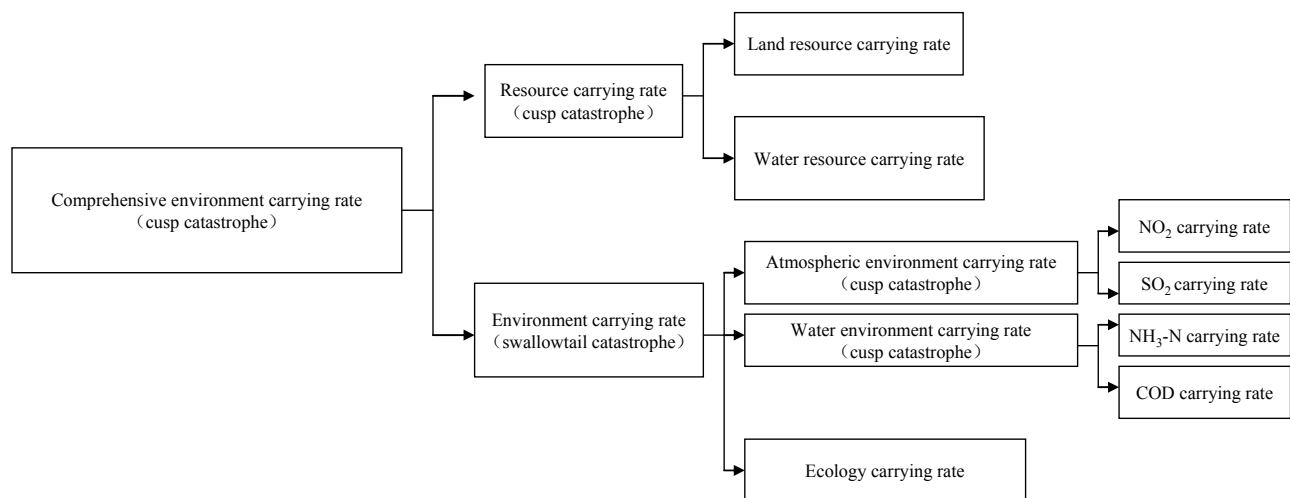 Comprehensive environment carrying rate
（cusp catastrophe）
Resource carrying rate
（cusp catastrophe）
Land resource carrying rate
Water resource carrying rate
Environment carrying rate
（swallowtail catastrophe）
Atmospheric environment carrying rate
（cusp catastrophe）
NO₂ carrying rate
SO₂ carrying rate
Water environment carrying rate
（cusp catastrophe）
NH₃-N carrying rate
COD carrying rate
Ecology carrying rate